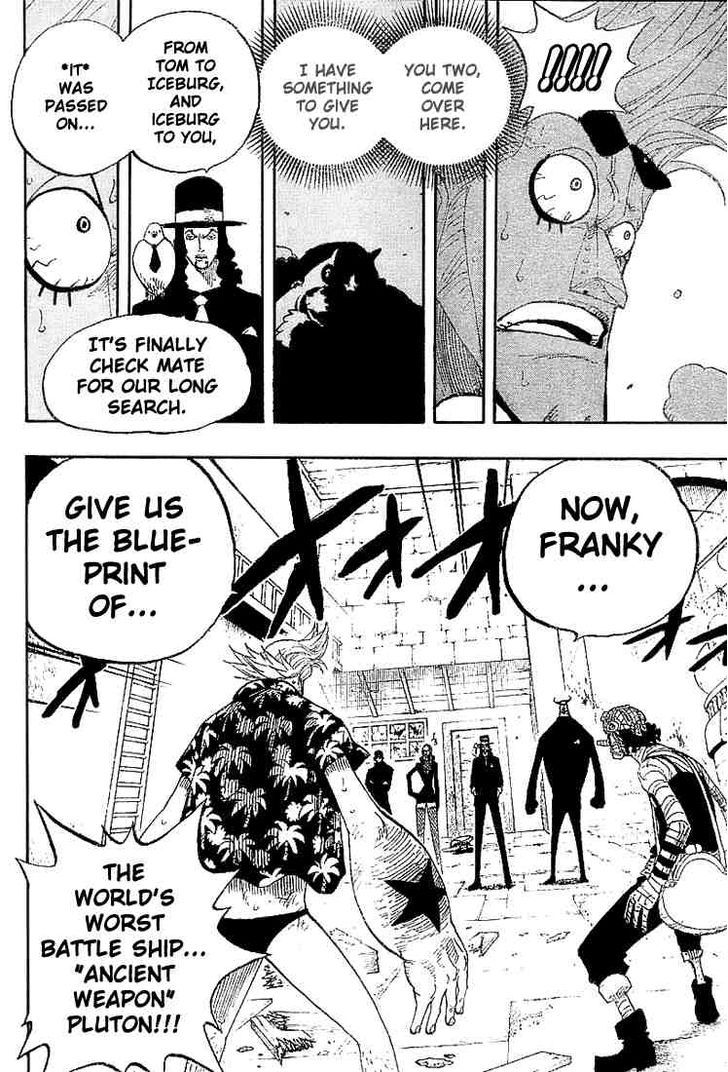 !!!!
YOU TWO,
COME
OVER
HERE.
I HAVE
SOMETHING
TO GIVE
YOU.
FROM
TOM TO
ICEBURG,
AND
ICEBURG
TO YOU,
*IT*
WAS
PASSED
ON...
IT'S FINALLY
CHECK MATE
FOR OUR LONG
SEARCH.
NOW,
FRANKY
...
GIVE US
THE BLUE-
PRINT
OF...
THE
WORLD'S
WORST
BATTLE SHIP...
"ANCIENT
WEAPON"
PLUTON!!!